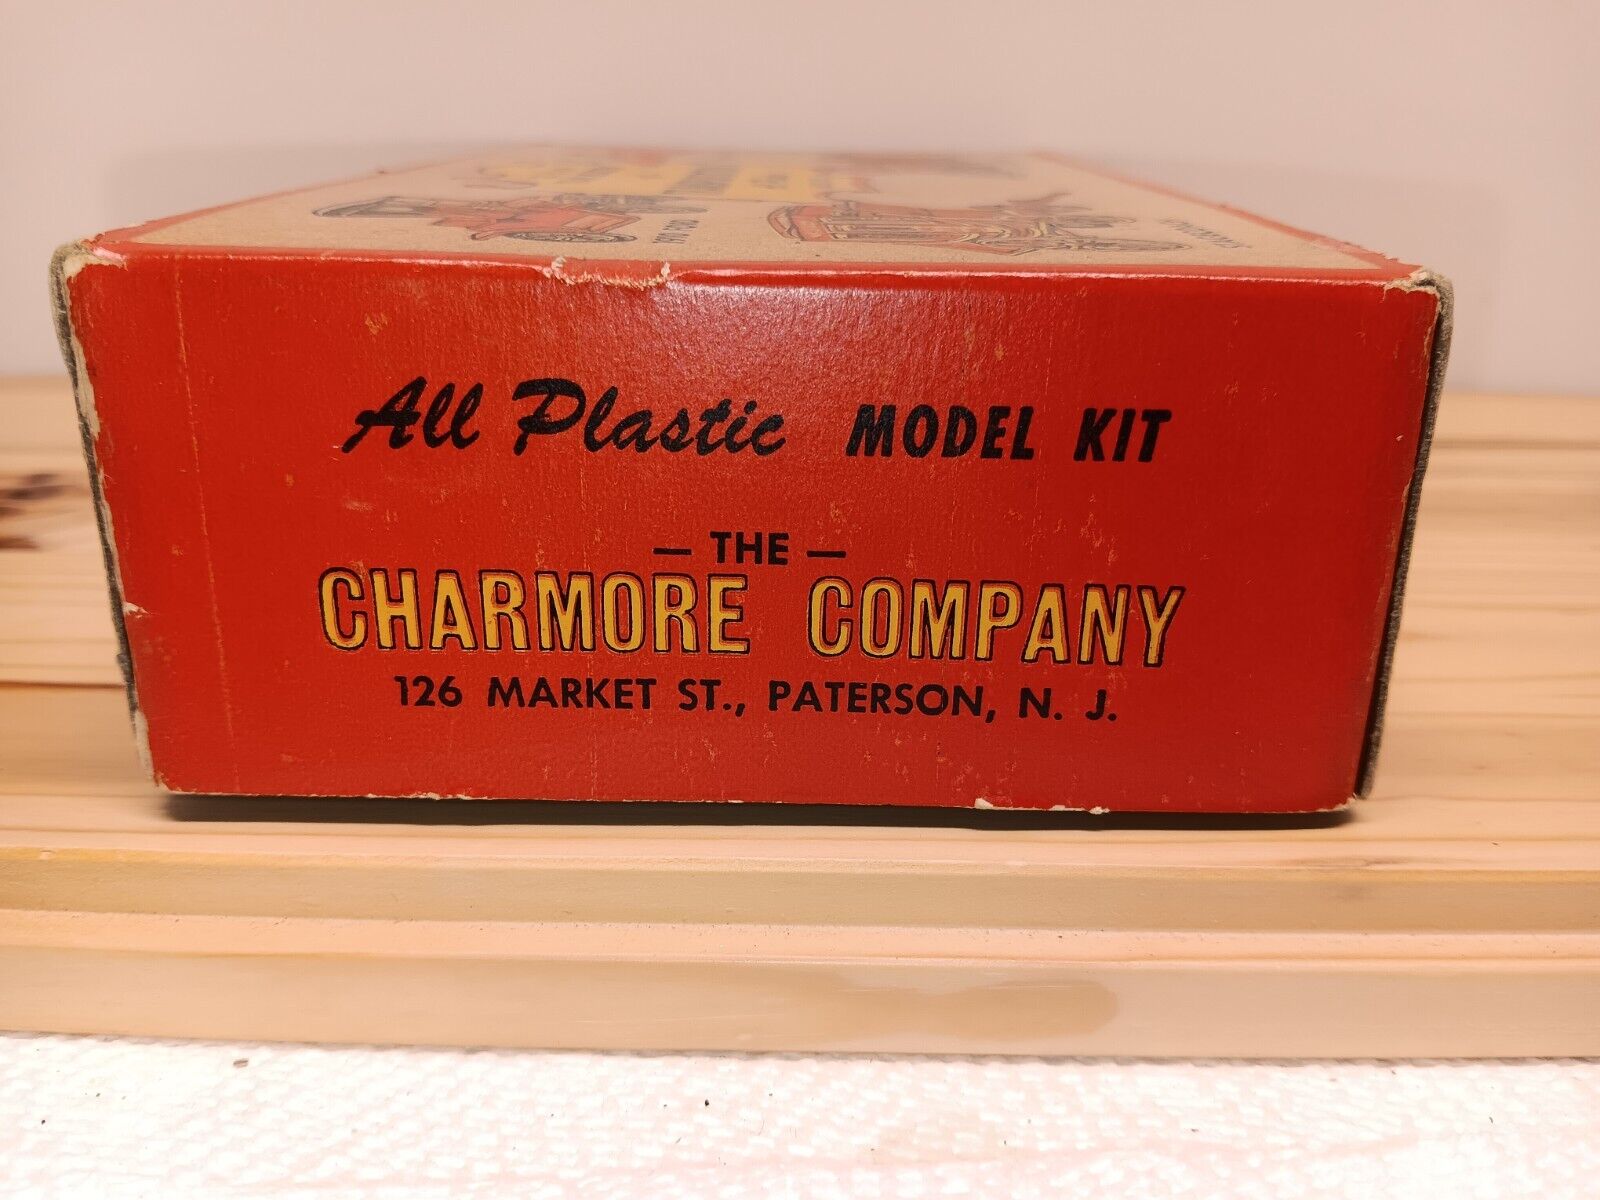 All Plastic MODEL KIT
— THE —
CHARMORE COMPANY
126 MARKET ST., PATERSON, N. J.